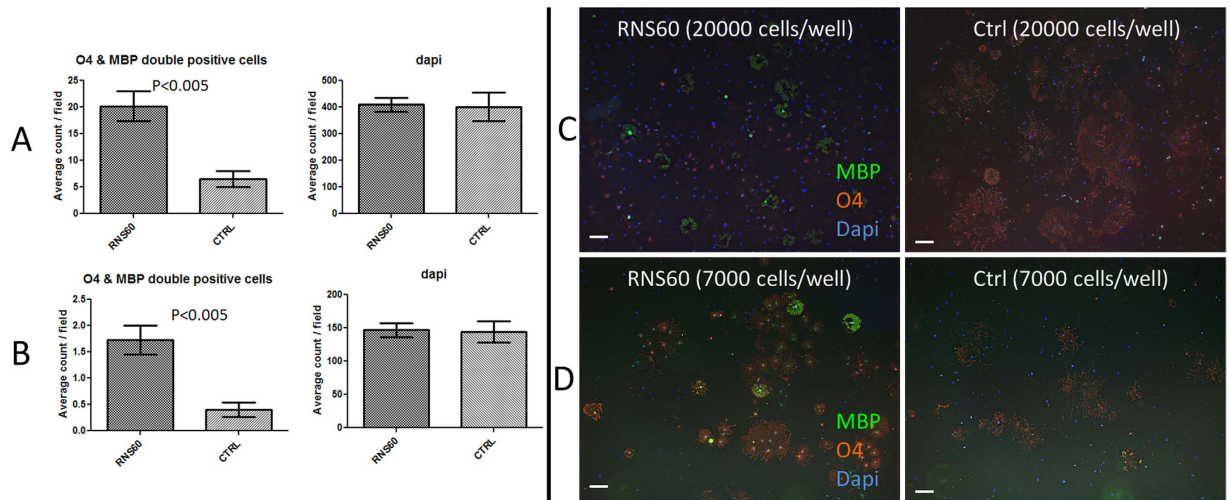 A
O4 & MBP double positive cells
P<0.005
Average count / field
25
20
15
10
5
0
RNS60
CTRL
dapi
Average count / field
500
400
300
200
100
0
RNS60
CTRL
B
O4 & MBP double positive cells
P<0.005
Average count / field
2.5
2.0
1.5
1.0
0.5
0.0
RNS60
CTRL
dapi
Average count / field
200
150
100
50
0
RNS60
CTRL
C
RNS60 (20000 cells/well)
MBP
O4
Dapi
Ctrl (20000 cells/well)
D
RNS60 (7000 cells/well)
MBP
O4
Dapi
Ctrl (7000 cells/well)